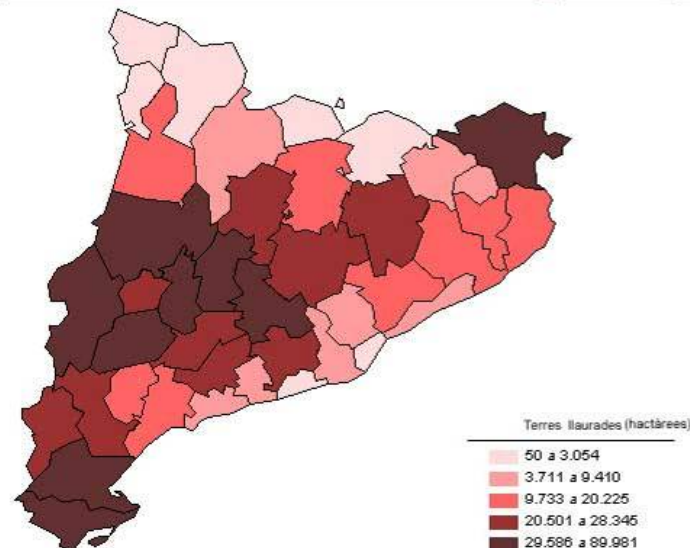 Terres llaurades (hactàrees)
50 a 3.054
3.711 a 9.410
9.733 a 20.225
20.501 a 28.345
29.586 a 89.981